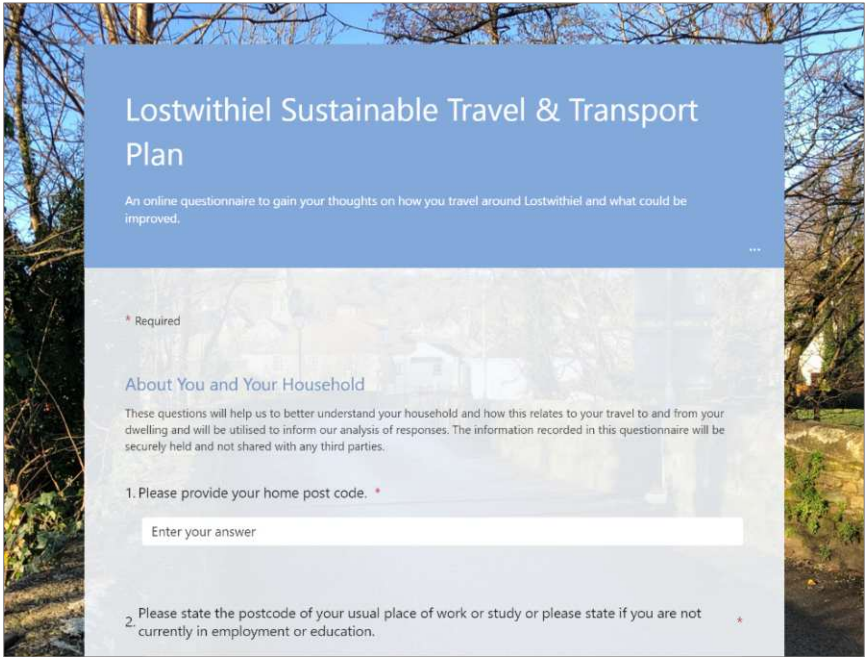 Lostwithiel Sustainable Travel & Transport
Plan
An online questionnaire to gain your thoughts on how you travel around Lostwithiel and what could be
improved.
...
* Required
About You and Your Household
These questions will help us to better understand your household and how this relates to your travel to and from your
dwelling and will be utilised to inform our analysis of responses. The information recorded in this questionnaire will be
securely held and not shared with any third parties.
1. Please provide your home post code. *
Enter your answer
2. Please state the postcode of your usual place of work or study or please state if you are not *
currently in employment or education.